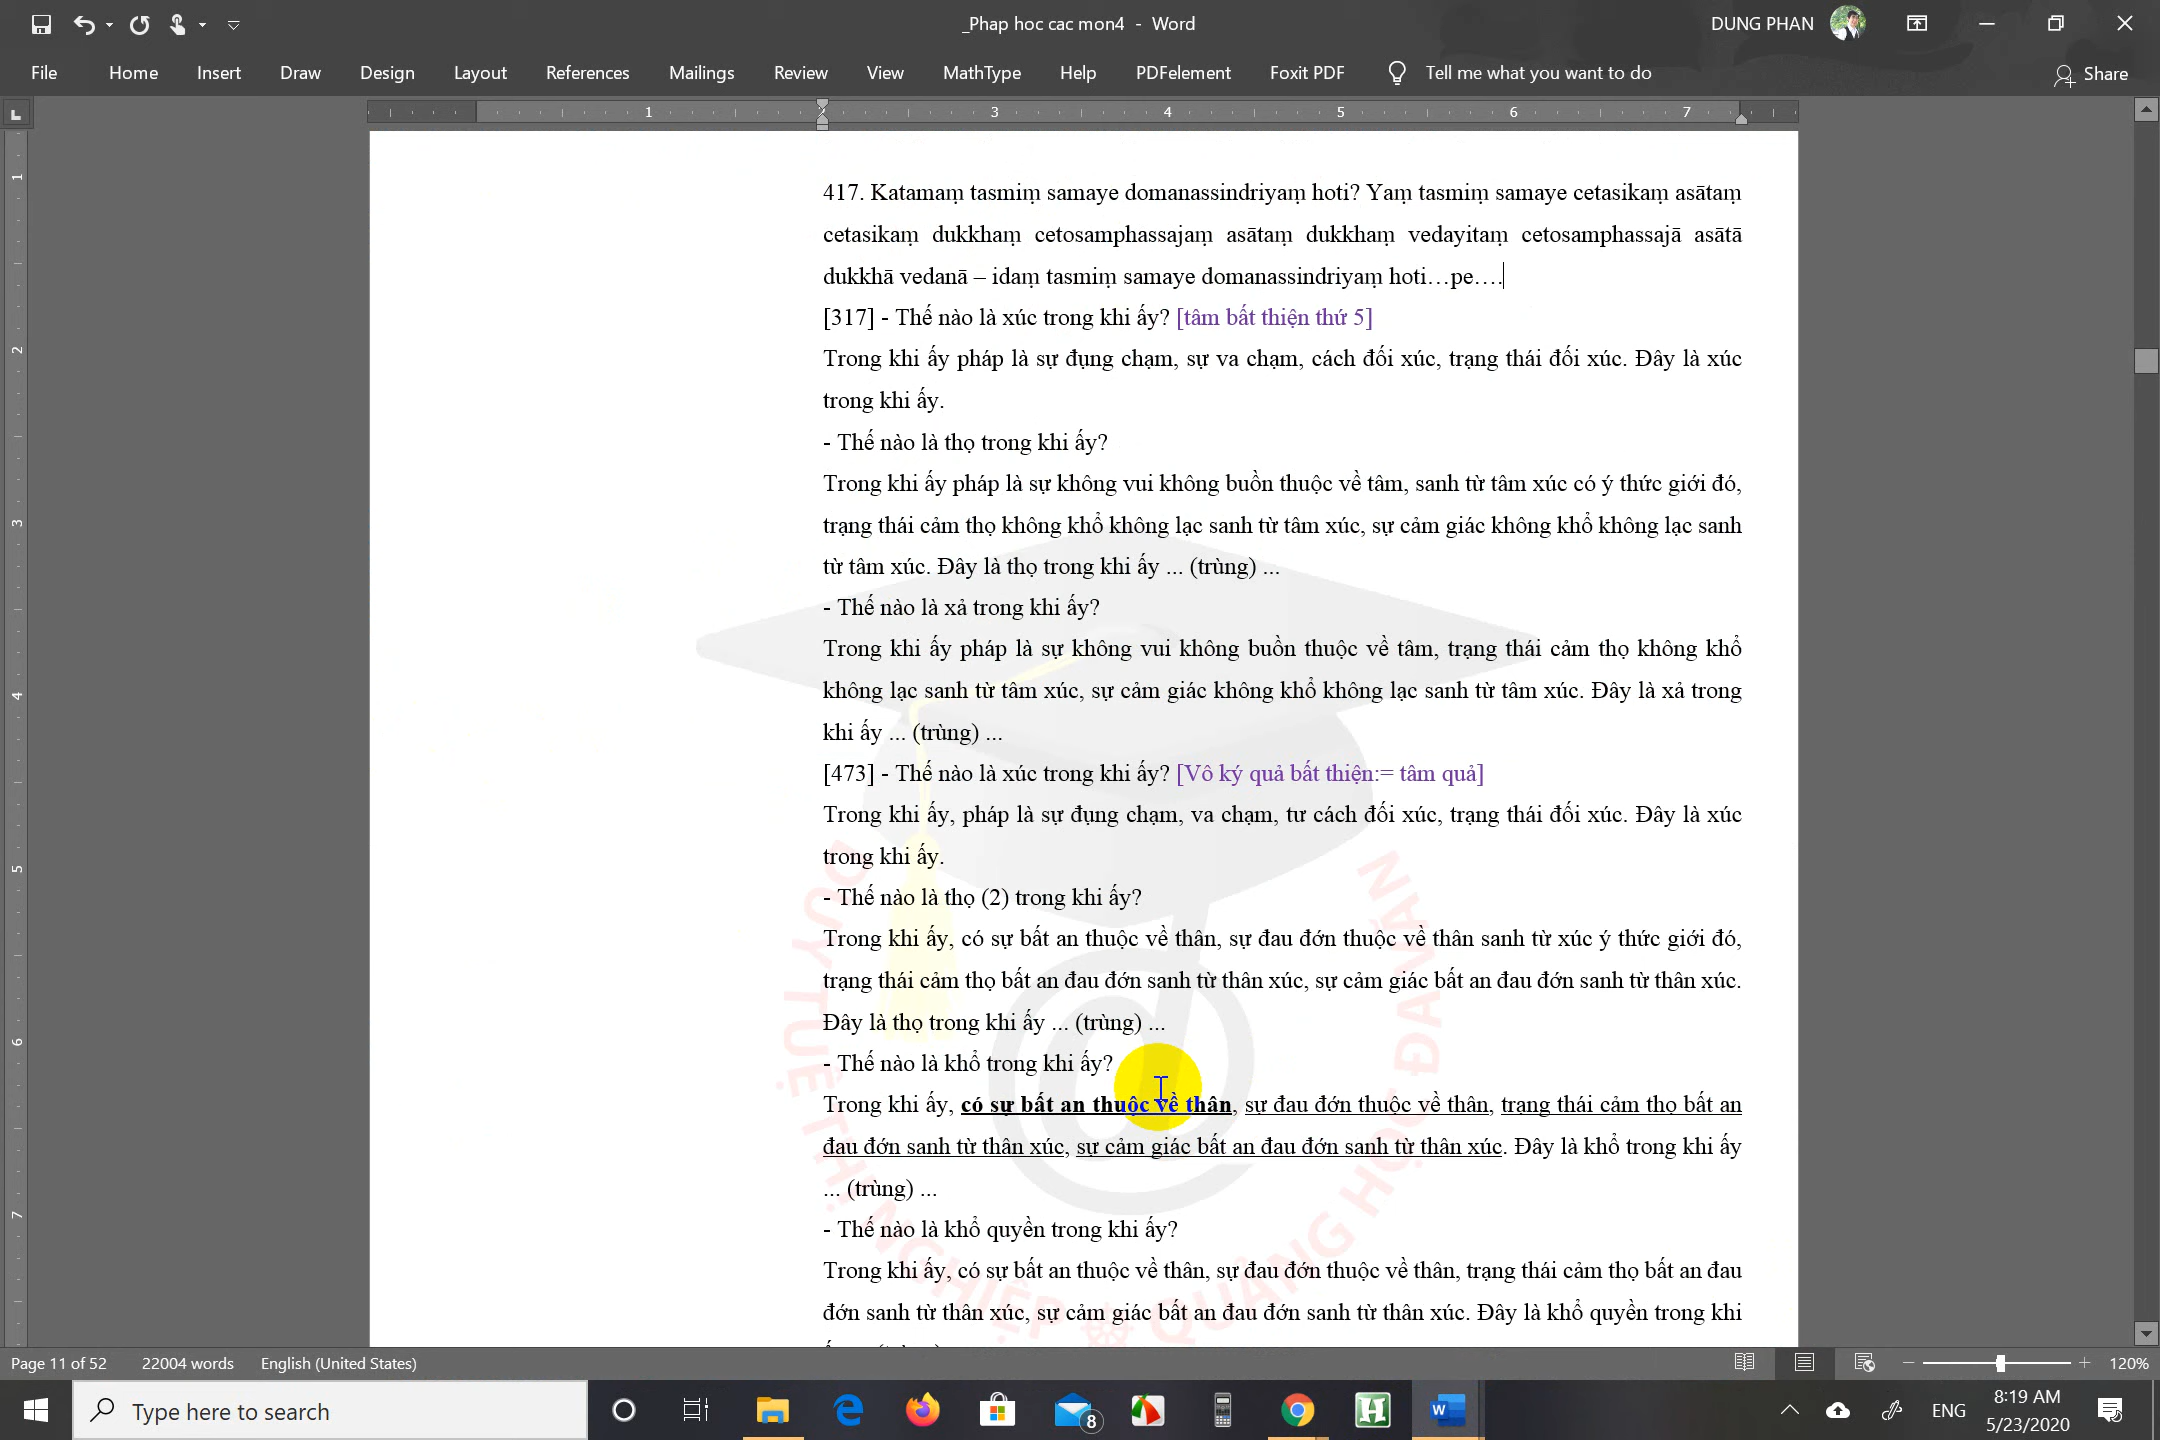 _Phap hoc cac mon4 - Word
DUNG PHAN
File Home Insert Draw Design Layout References Mailings Review View MathType Help PDFelement Foxit PDF Tell me what you want to do Share
1 3 4 5 6 7
417. Katamaṃ tasmiṃ samaye domanassindriyaṃ hoti? Yaṃ tasmiṃ samaye cetasikaṃ asātaṃ
cetasikaṃ dukkhaṃ cetosamphassajaṃ asātaṃ dukkhaṃ vedayitaṃ cetosamphassajā asātā
dukkhā vedanā – idaṃ tasmiṃ samaye domanassindriyaṃ hoti…pe….
[317] - Thế nào là xúc trong khi ấy? [tâm bất thiện thứ 5]
Trong khi ấy pháp là sự đụng chạm, sự va chạm, cách đối xúc, trạng thái đối xúc. Đây là xúc
trong khi ấy.
- Thế nào là thọ trong khi ấy?
Trong khi ấy pháp là sự không vui không buồn thuộc về tâm, sanh từ tâm xúc có ý thức giới đó,
trạng thái cảm thọ không khổ không lạc sanh từ tâm xúc, sự cảm giác không khổ không lạc sanh
từ tâm xúc. Đây là thọ trong khi ấy ... (trùng) ...
- Thế nào là xả trong khi ấy?
Trong khi ấy pháp là sự không vui không buồn thuộc về tâm, trạng thái cảm thọ không khổ
không lạc sanh từ tâm xúc, sự cảm giác không khổ không lạc sanh từ tâm xúc. Đây là xả trong
khi ấy ... (trùng) ...
[473] - Thế nào là xúc trong khi ấy? [Vô ký quả bất thiện:= tâm quả]
Trong khi ấy, pháp là sự đụng chạm, va chạm, tư cách đối xúc, trạng thái đối xúc. Đây là xúc
trong khi ấy.
- Thế nào là thọ (2) trong khi ấy?
Trong khi ấy, có sự bất an thuộc về thân, sự đau đớn thuộc về thân sanh từ xúc ý thức giới đó,
trạng thái cảm thọ bất an đau đớn sanh từ thân xúc, sự cảm giác bất an đau đớn sanh từ thân xúc.
Đây là thọ trong khi ấy ... (trùng) ...
- Thế nào là khổ trong khi ấy?
Trong khi ấy, có sự bất an thuộc về thân, sự đau đớn thuộc về thân, trạng thái cảm thọ bất an
đau đớn sanh từ thân xúc, sự cảm giác bất an đau đớn sanh từ thân xúc. Đây là khổ trong khi ấy
... (trùng) ...
- Thế nào là khổ quyền trong khi ấy?
Trong khi ấy, có sự bất an thuộc về thân, sự đau đớn thuộc về thân, trạng thái cảm thọ bất an đau
đớn sanh từ thân xúc, sự cảm giác bất an đau đớn sanh từ thân xúc. Đây là khổ quyền trong khi
DUY TUỆ THỊ NGHIỆP QUẢNG HỌC ĐA VĂN
Page 11 of 52 22004 words English (United States) 120%
Type here to search
8
ENG
8:19 AM
5/23/2020